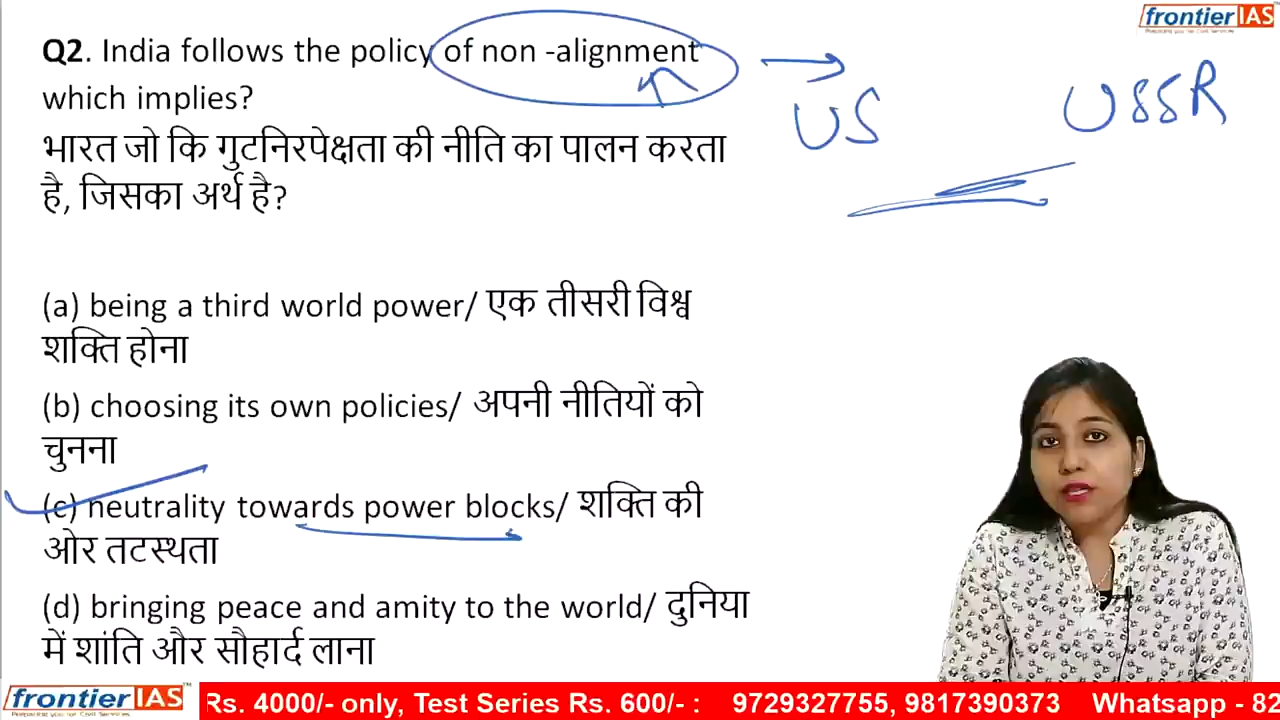 frontier IAS
Q2. India follows the policy of non -alignment
which implies?
भारत जो कि गुटनिरपेक्षता की नीति का पालन करता
है, जिसका अर्थ है?
US
USSR
(a) being a third world power/ एक तीसरी विश्व
शक्ति होना
(b) choosing its own policies/ अपनी नीतियों को
चुनना
(c) neutrality towards power blocks/ शक्ति की
ओर तटस्थता
(d) bringing peace and amity to the world/ दुनिया
में शांति और सौहार्द लाना
frontier IAS
Rs. 4000/- only, Test Series Rs. 600/- : 9729327755, 9817390373 Whatsapp - 82